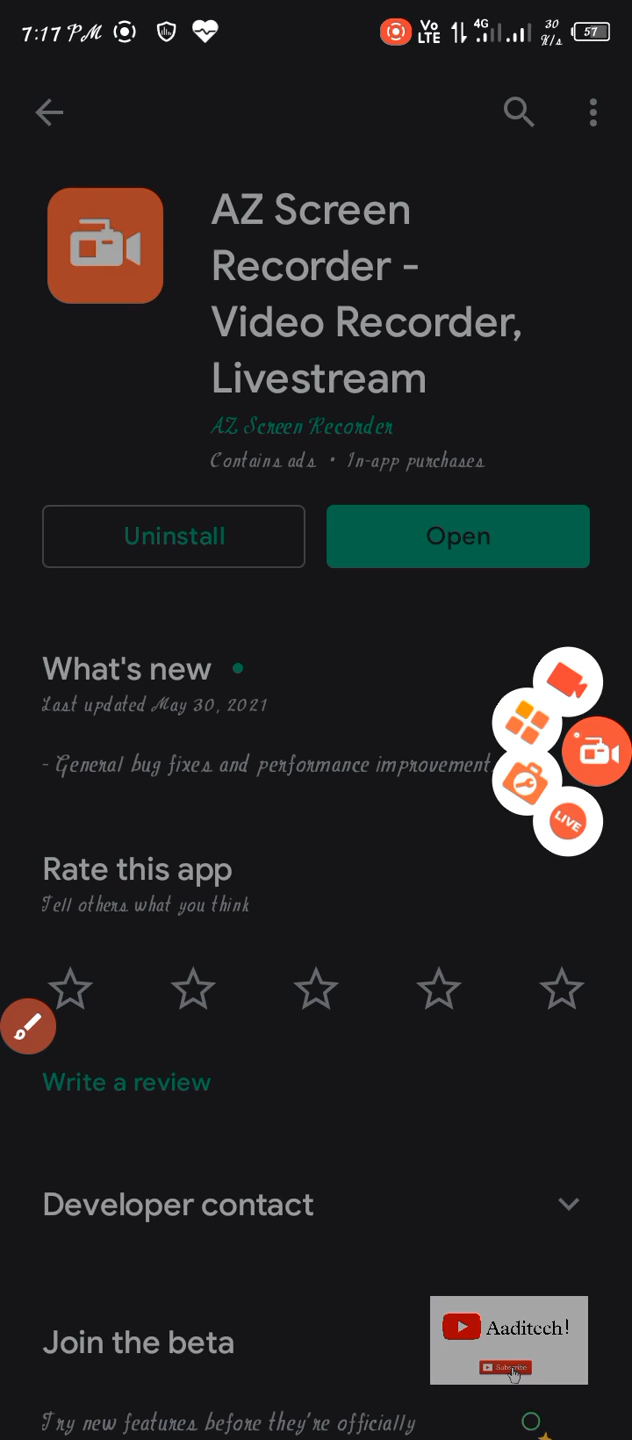 7:17 PM
Vo LTE
4G
30 K/s
57
AZ Screen
Recorder -
Video Recorder,
Livestream
AZ Screen Recorder
Contains ads • In-app purchases
Uninstall
Open
What's new
Last updated May 30, 2021
- General bug fixes and performance improvement
LIVE
Rate this app
Tell others what you think
Write a review
Developer contact
Join the beta
Aaditech!
Subscribe
Try new features before they're officially